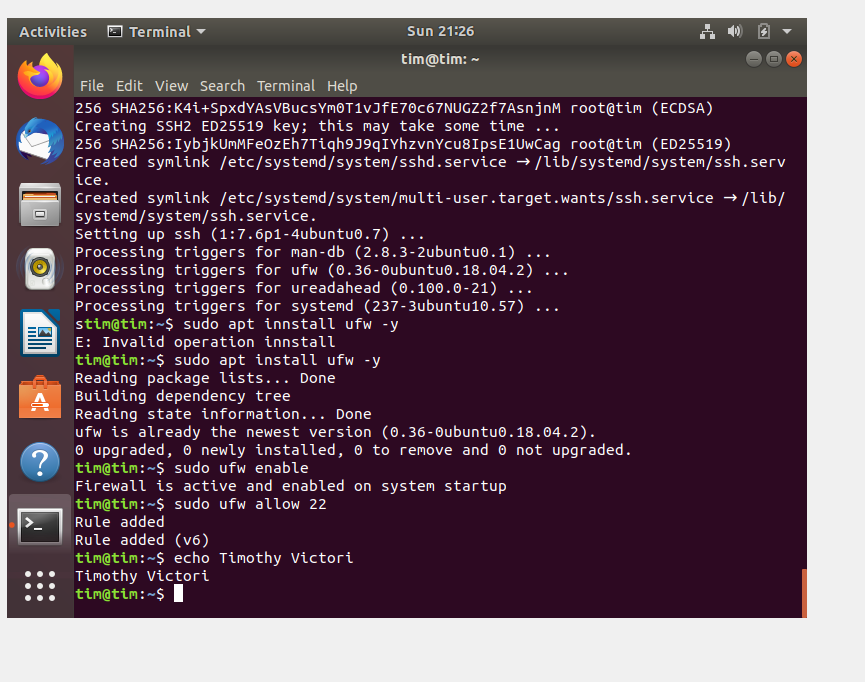 Activities Terminal Sun 21:26
tim@tim: ~
File Edit View Search Terminal Help
256 SHA256:K4i+SpxdYAsVBucsYm0T1vJfE70c67NUGZ2f7AsnjnM root@tim (ECDSA)
Creating SSH2 ED25519 key; this may take some time ...
256 SHA256:IybjkUmMFeOzEh7Tiqh9J9qIYhzvnYcu8IpsE1UwCag root@tim (ED25519)
Created symlink /etc/systemd/system/sshd.service → /lib/systemd/system/ssh.serv
ice.
Created symlink /etc/systemd/system/multi-user.target.wants/ssh.service → /lib/
systemd/system/ssh.service.
Setting up ssh (1:7.6p1-4ubuntu0.7) ...
Processing triggers for man-db (2.8.3-2ubuntu0.1) ...
Processing triggers for ufw (0.36-0ubuntu0.18.04.2) ...
Processing triggers for ureadahead (0.100.0-21) ...
Processing triggers for systemd (237-3ubuntu10.57) ...
stim@tim:~$ sudo apt innstall ufw -y
E: Invalid operation innstall
tim@tim:~$ sudo apt install ufw -y
Reading package lists... Done
Building dependency tree
Reading state information... Done
ufw is already the newest version (0.36-0ubuntu0.18.04.2).
0 upgraded, 0 newly installed, 0 to remove and 0 not upgraded.
tim@tim:~$ sudo ufw enable
Firewall is active and enabled on system startup
tim@tim:~$ sudo ufw allow 22
Rule added
Rule added (v6)
tim@tim:~$ echo Timothy Victori
Timothy Victori
tim@tim:~$